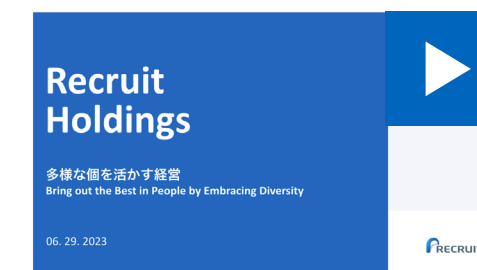 Recruit
Holdings
多様な個を活かす経営
Bring out the Best in People by Embracing Diversity
06. 29. 2023
RECRUI